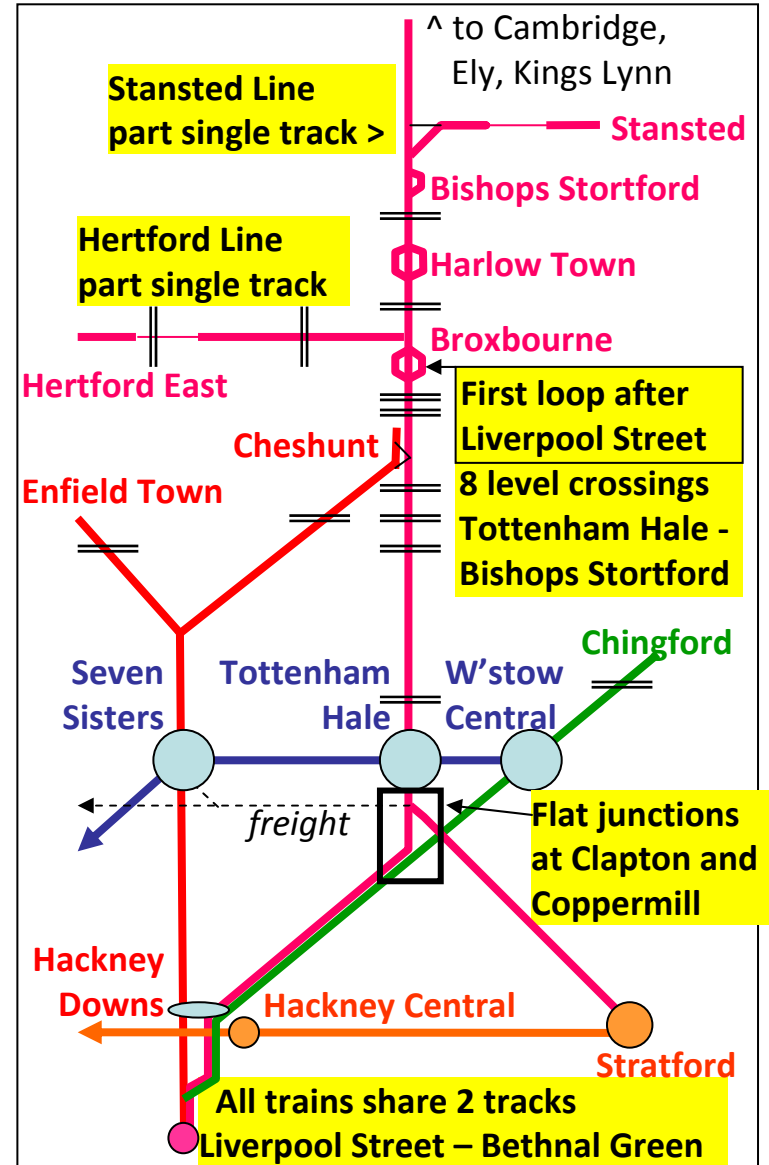 ^ to Cambridge,
Ely, Kings Lynn
Stansted Line
part single track >
Stansted
Bishops Stortford
Hertford Line
part single track
Harlow Town
Broxbourne
Hertford East
First loop after
Liverpool Street
Cheshunt
Enfield Town
8 level crossings
Tottenham Hale -
Bishops Stortford
Chingford
Seven
Sisters
Tottenham
Hale
W'stow
Central
freight
Flat junctions
at Clapton and
Coppermill
Hackney
Downs
Hackney Central
Stratford
All trains share 2 tracks
Liverpool Street – Bethnal Green